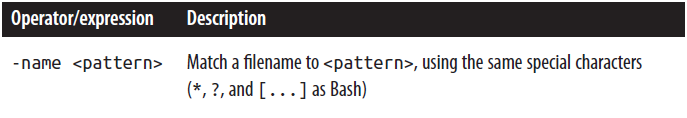 Operator/expression Description
-name <pattern> Match a filename to <pattern>, using the same special characters
(*, ?, and [...] as Bash)